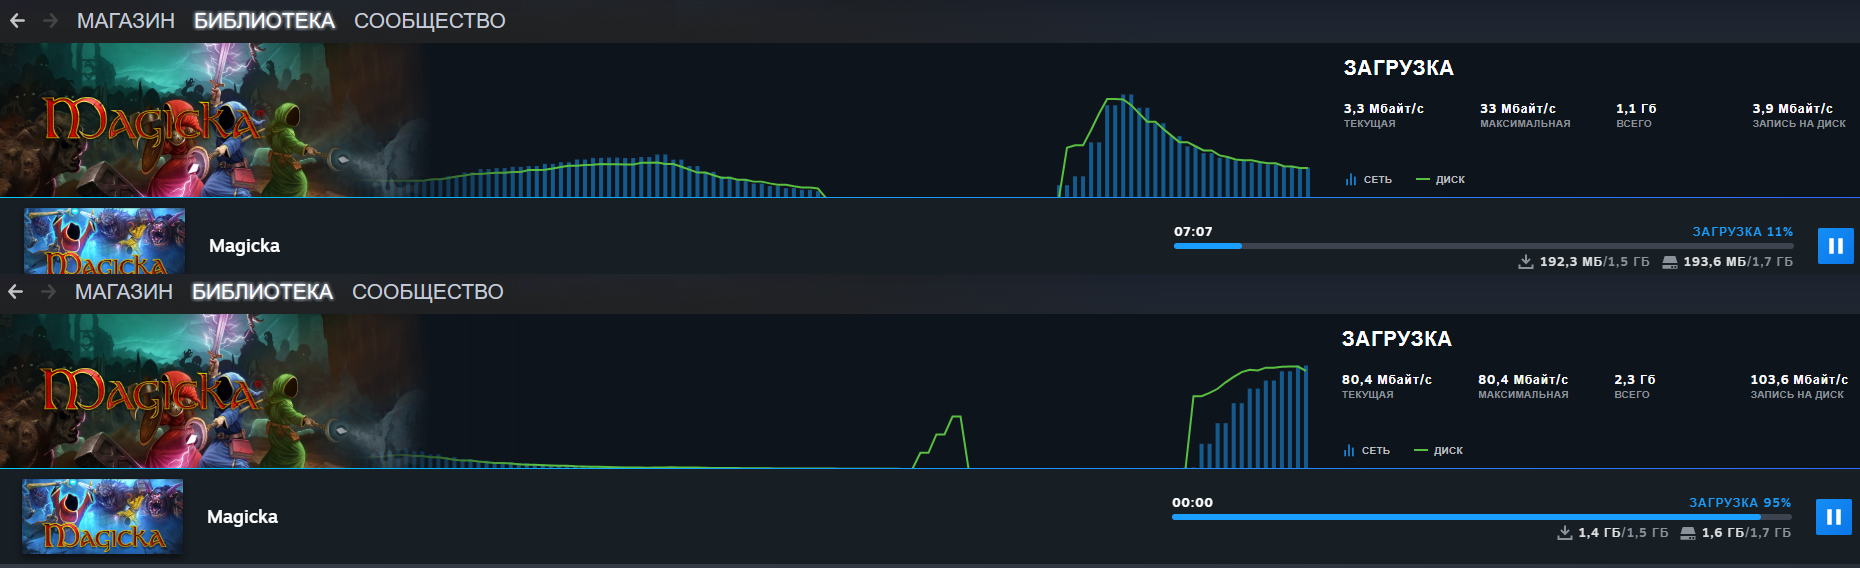 МАГАЗИН БИБЛИОТЕКА СООБЩЕСТВО
Magicka
ЗАГРУЗКА
3,3 Мбайт/с 33 Мбайт/с 1,1 Гб 3,9 Мбайт/с
ТЕКУЩАЯ МАКСИМАЛЬНАЯ ВСЕГО ЗАПИСЬ НА ДИСК
СЕТЬ ДИСК
Magicka
Magicka
07:07 ЗАГРУЗКА 11%
192,3 МБ/1,5 ГБ 193,6 МБ/1,7 ГБ
МАГАЗИН БИБЛИОТЕКА СООБЩЕСТВО
Magicka
ЗАГРУЗКА
80,4 Мбайт/с 80,4 Мбайт/с 2,3 Гб 103,6 Мбайт/с
ТЕКУЩАЯ МАКСИМАЛЬНАЯ ВСЕГО ЗАПИСЬ НА ДИСК
СЕТЬ ДИСК
Magicka
Magicka
00:00 ЗАГРУЗКА 95%
1,4 ГБ/1,5 ГБ 1,6 ГБ/1,7 ГБ